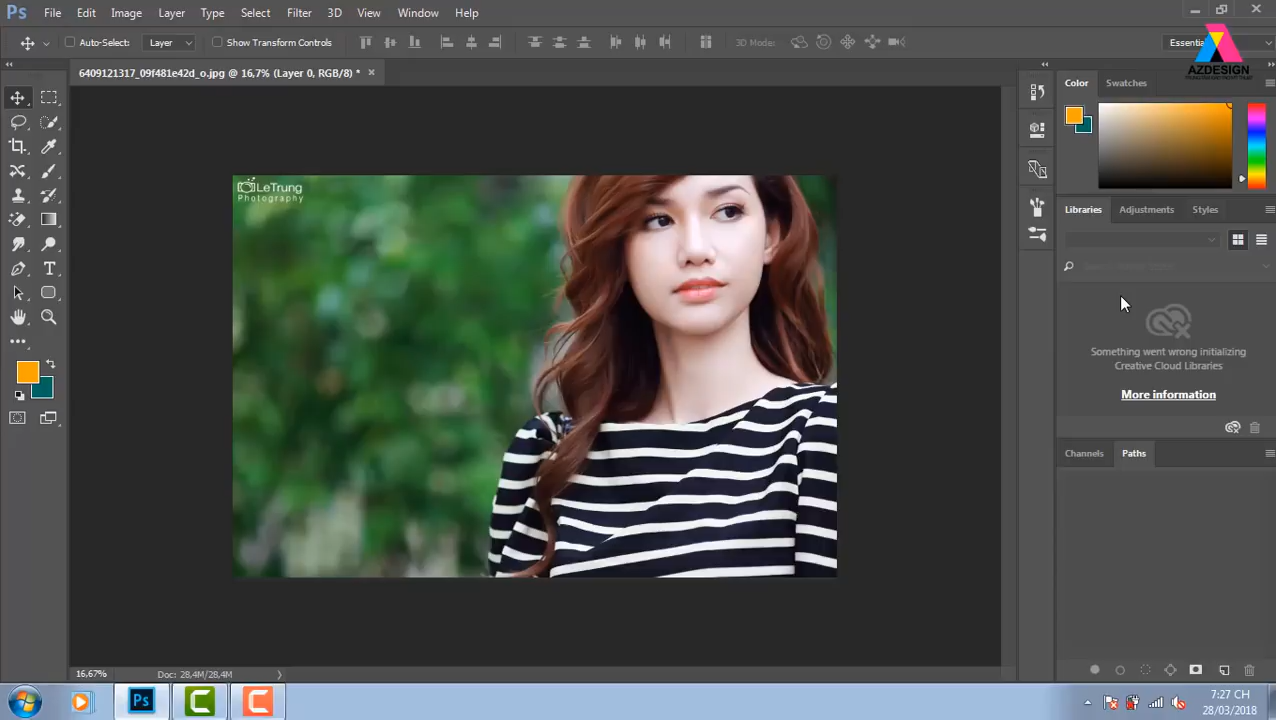 Ps File Edit Image Layer Type Select Filter 3D View Window Help
Auto-Select: Layer Show Transform Controls 3D Mode: Essentia
AZDESIGN
6409121317_09f481e42d_o.jpg @ 16,7% (Layer 0, RGB/8) * ×
Color Swatches
LeTrung
Photography
Libraries Adjustments Styles
Something went wrong initializing
Creative Cloud Libraries
More information
Channels Paths
16,67% Doc: 28,4M/28,4M
Ps
7:27 CH
28/03/2018